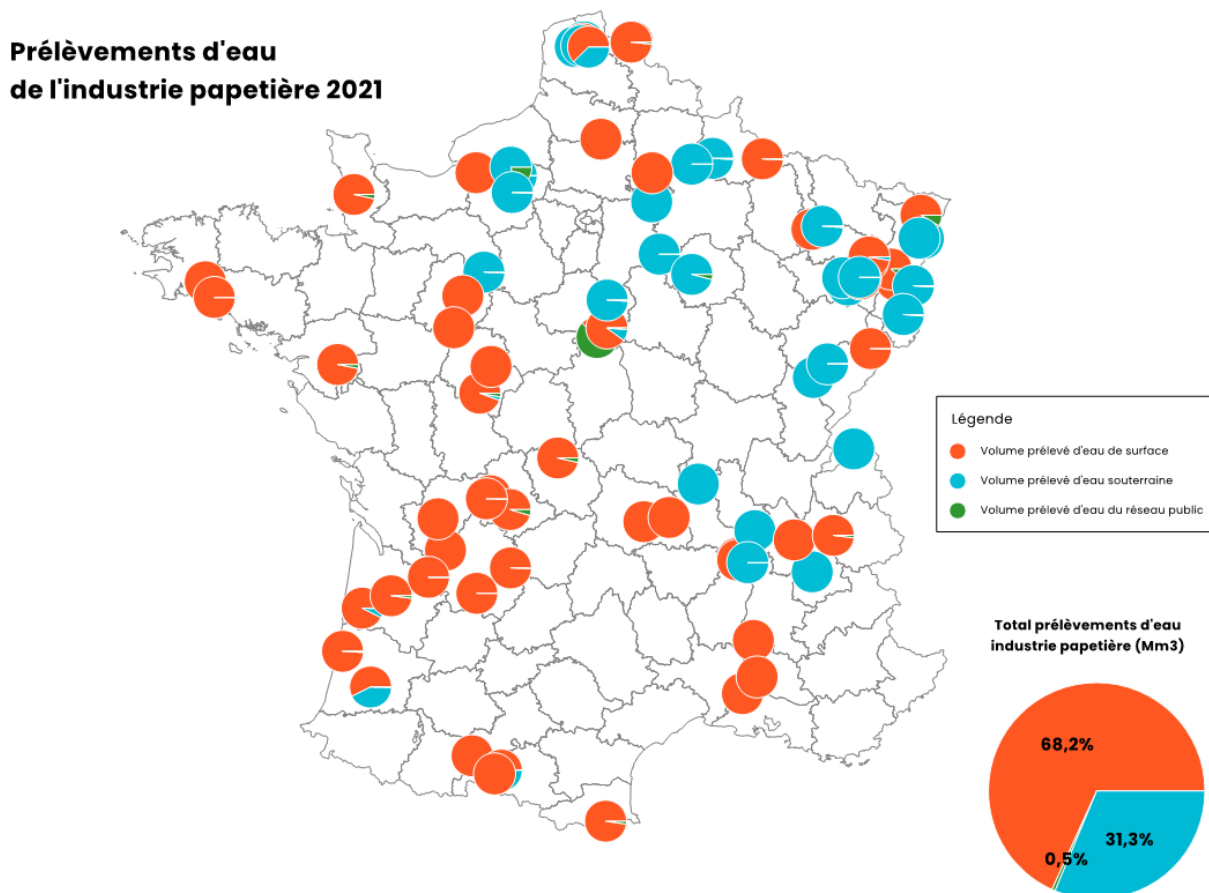 Prélèvements d'eau
de l'industrie papetière 2021
Légende
Volume prélevé d'eau de surface
Volume prélevé d'eau souterraine
Volume prélevé d'eau du réseau public
Total prélèvements d'eau
industrie papetière (Mm3)
68,2%
31,3%
0,5%